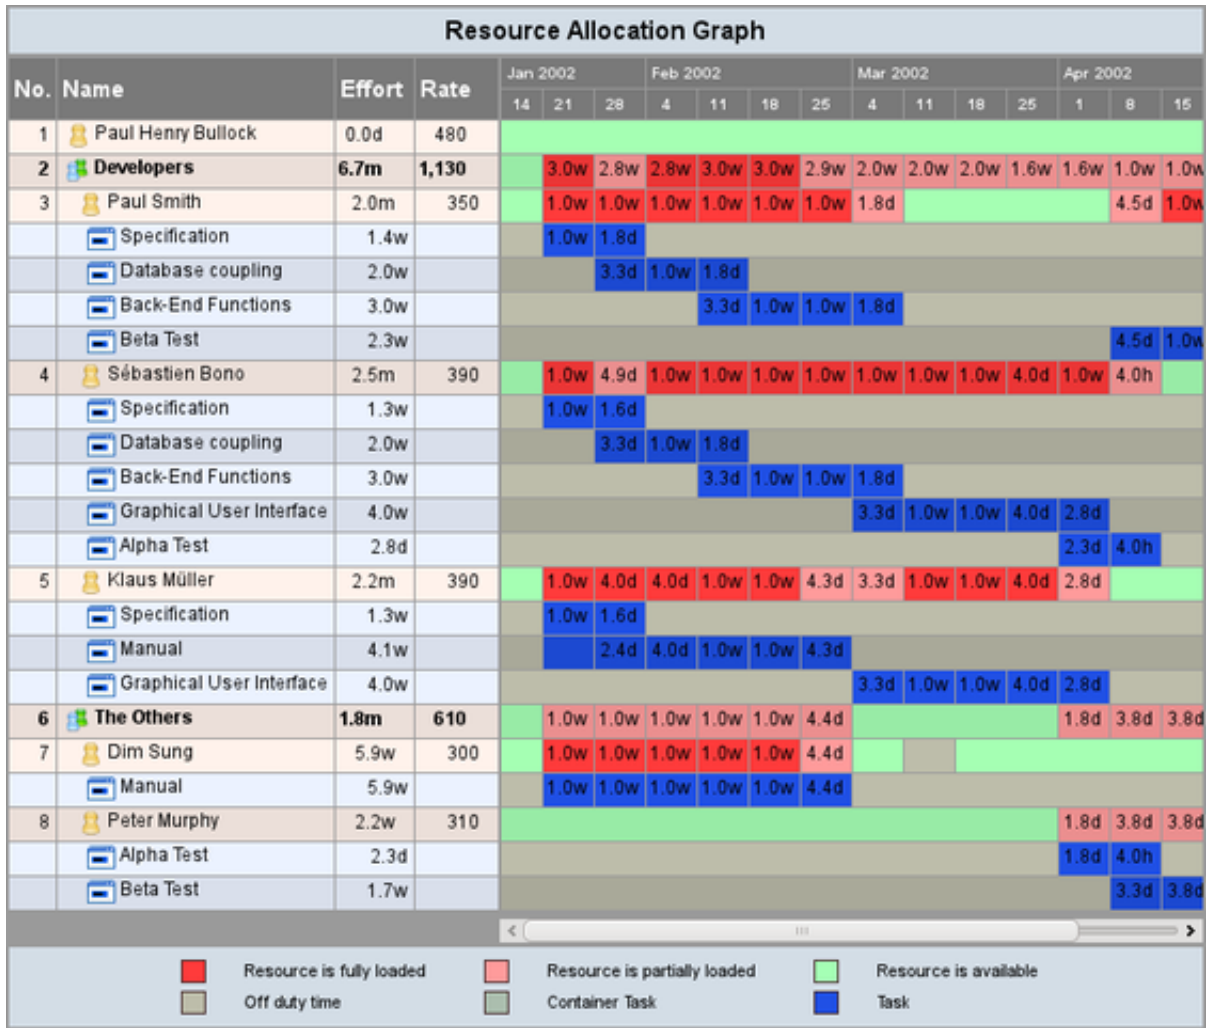 Resource Allocation Graph
No. Name Effort Rate Jan 2002 Feb 2002 Mar 2002 Apr 2002
14 21 28 4 11 18 25 4 11 18 25 1 8 15
1 Paul Henry Bullock 0.0d 480
2 Developers 6.7m 1,130 3.0w 2.8w 2.8w 3.0w 3.0w 2.9w 2.0w 2.0w 2.0w 1.6w 1.6w 1.0w 1.0w
3 Paul Smith 2.0m 350 1.0w 1.0w 1.0w 1.0w 1.0w 1.0w 1.8d 4.5d 1.0w
Specification 1.4w 1.0w 1.8d
Database coupling 2.0w 3.3d 1.0w 1.8d
Back-End Functions 3.0w 3.3d 1.0w 1.0w 1.8d
Beta Test 2.3w 4.5d 1.0w
4 Sébastien Bono 2.5m 390 1.0w 4.9d 1.0w 1.0w 1.0w 1.0w 1.0w 1.0w 1.0w 4.0d 1.0w 4.0h
Specification 1.3w 1.0w 1.6d
Database coupling 2.0w 3.3d 1.0w 1.8d
Back-End Functions 3.0w 3.3d 1.0w 1.0w 1.8d
Graphical User Interface 4.0w 3.3d 1.0w 1.0w 4.0d 2.8d
Alpha Test 2.8d 2.3d 4.0h
5 Klaus Müller 2.2m 390 1.0w 4.0d 4.0d 1.0w 1.0w 4.3d 3.3d 1.0w 1.0w 4.0d 2.8d
Specification 1.3w 1.0w 1.6d
Manual 4.1w 2.4d 4.0d 1.0w 1.0w 4.3d
Graphical User Interface 4.0w 3.3d 1.0w 1.0w 4.0d 2.8d
6 The Others 1.8m 610 1.0w 1.0w 1.0w 1.0w 1.0w 4.4d 1.8d 3.8d 3.8d
7 Dim Sung 5.9w 300 1.0w 1.0w 1.0w 1.0w 1.0w 4.4d
Manual 5.9w 1.0w 1.0w 1.0w 1.0w 1.0w 4.4d
8 Peter Murphy 2.2w 310 1.8d 3.8d 3.8d
Alpha Test 2.3d 1.8d 4.0h
Beta Test 1.7w 3.3d 3.8d
Resource is fully loaded Resource is partially loaded Resource is available
Off duty time Container Task Task